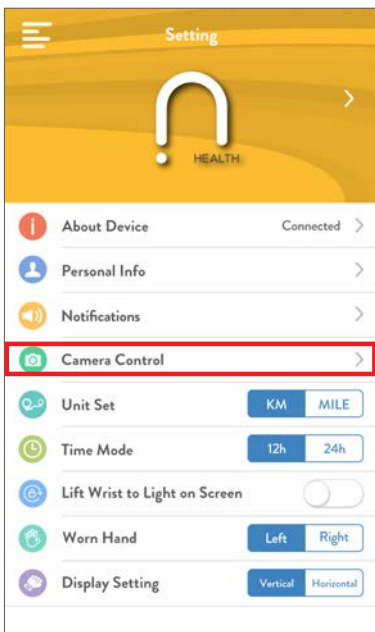 Setting
HEALTH
About Device Connected
Personal Info
Notifications
Camera Control
Unit Set KM MILE
Time Mode 12h 24h
Lift Wrist to Light on Screen
Worn Hand Left Right
Display Setting Vertical Horizontal